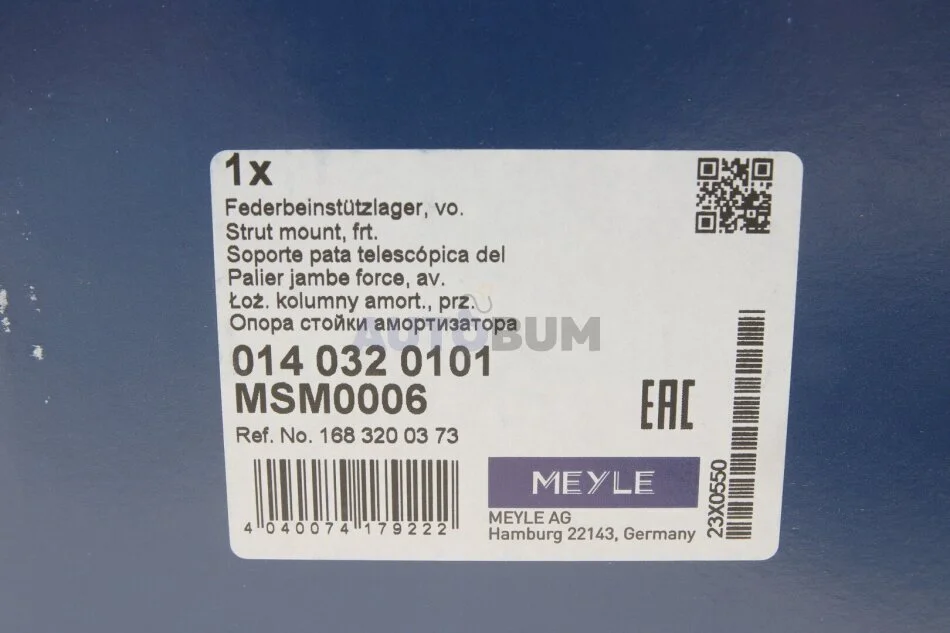 1x
Federbeinstützlager, vo.
Strut mount, frt.
Soporte pata telescópica del
Palier jambe force, av.
Łoż. kolumny amort., prz.
Опора стойки амортизатора
AUTOBUM
014 032 0101
MSM0006
EAC
Ref. No. 168 320 03 73
MEYLE
4 040074 179222
MEYLE AG
Hamburg 22143, Germany
23X0550